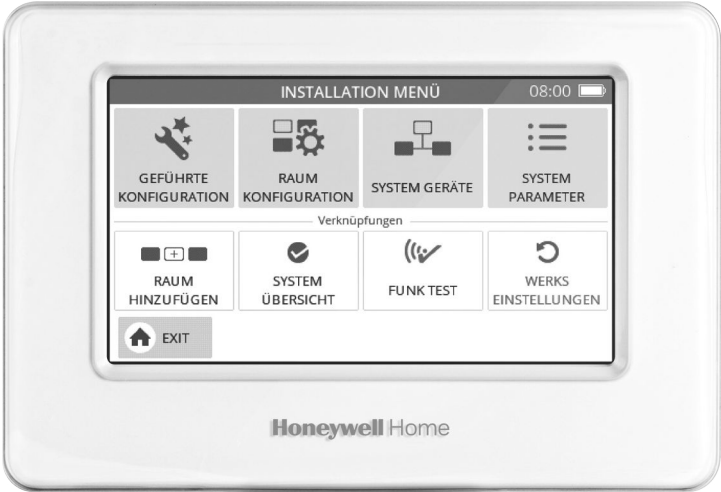 INSTALLATION MENÜ 08:00
GEFÜHRTE
KONFIGURATION
RAUM
KONFIGURATION
SYSTEM GERÄTE
SYSTEM
PARAMETER
Verknüpfungen
RAUM
HINZUFÜGEN
SYSTEM
ÜBERSICHT
FUNK TEST
WERKS
EINSTELLUNGEN
EXIT
Honeywell Home